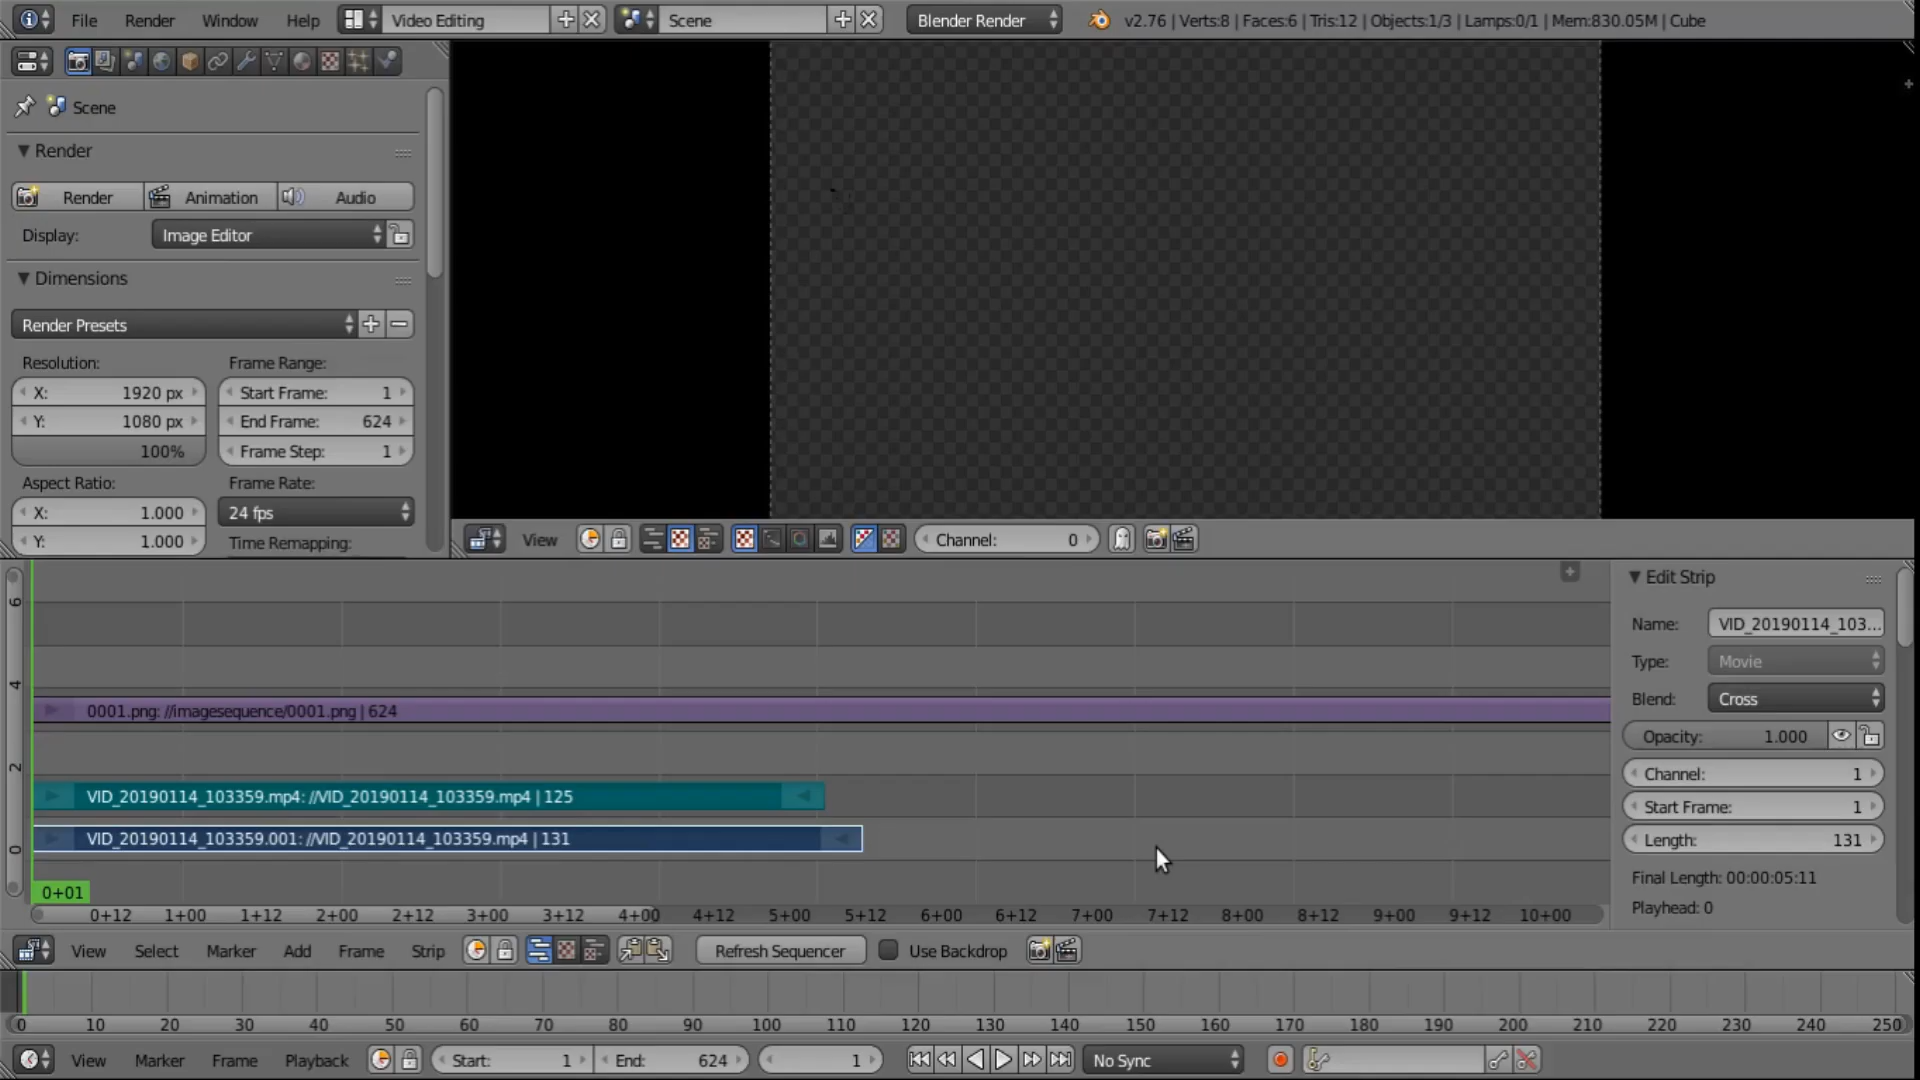 File Render Window Help Video Editing Scene Blender Render v2.76 | Verts:8 | Faces:6 | Tris:12 | Objects:1/3 | Lamps:0/1 | Mem:830.05M | Cube
Scene
Render
Render Animation Audio
Display: Image Editor
Dimensions
Render Presets
Resolution: Frame Range:
X: 1920 px Start Frame: 1
Y: 1080 px End Frame: 624
100% Frame Step: 1
Aspect Ratio: Frame Rate:
X: 1.000 24 fps
Y: 1.000 Time Remapping:
View Channel: 0
6
4
2
0
0001.png: //imagesequence/0001.png | 624
VID_20190114_103359.mp4: //VID_20190114_103359.mp4 | 125
VID_20190114_103359.001: //VID_20190114_103359.mp4 | 131
0+01
0+12 1+00 1+12 2+00 2+12 3+00 3+12 4+00 4+12 5+00 5+12 6+00 6+12 7+00 7+12 8+00 8+12 9+00 9+12 10+00
Edit Strip
Name: VID_20190114_103...
Type: Movie
Blend: Cross
Opacity: 1.000
Channel: 1
Start Frame: 1
Length: 131
Final Length: 00:00:05:11
Playhead: 0
View Select Marker Add Frame Strip Refresh Sequencer Use Backdrop
0 10 20 30 40 50 60 70 80 90 100 110 120 130 140 150 160 170 180 190 200 210 220 230 240 250
View Marker Frame Playback Start: 1 End: 624 1 No Sync